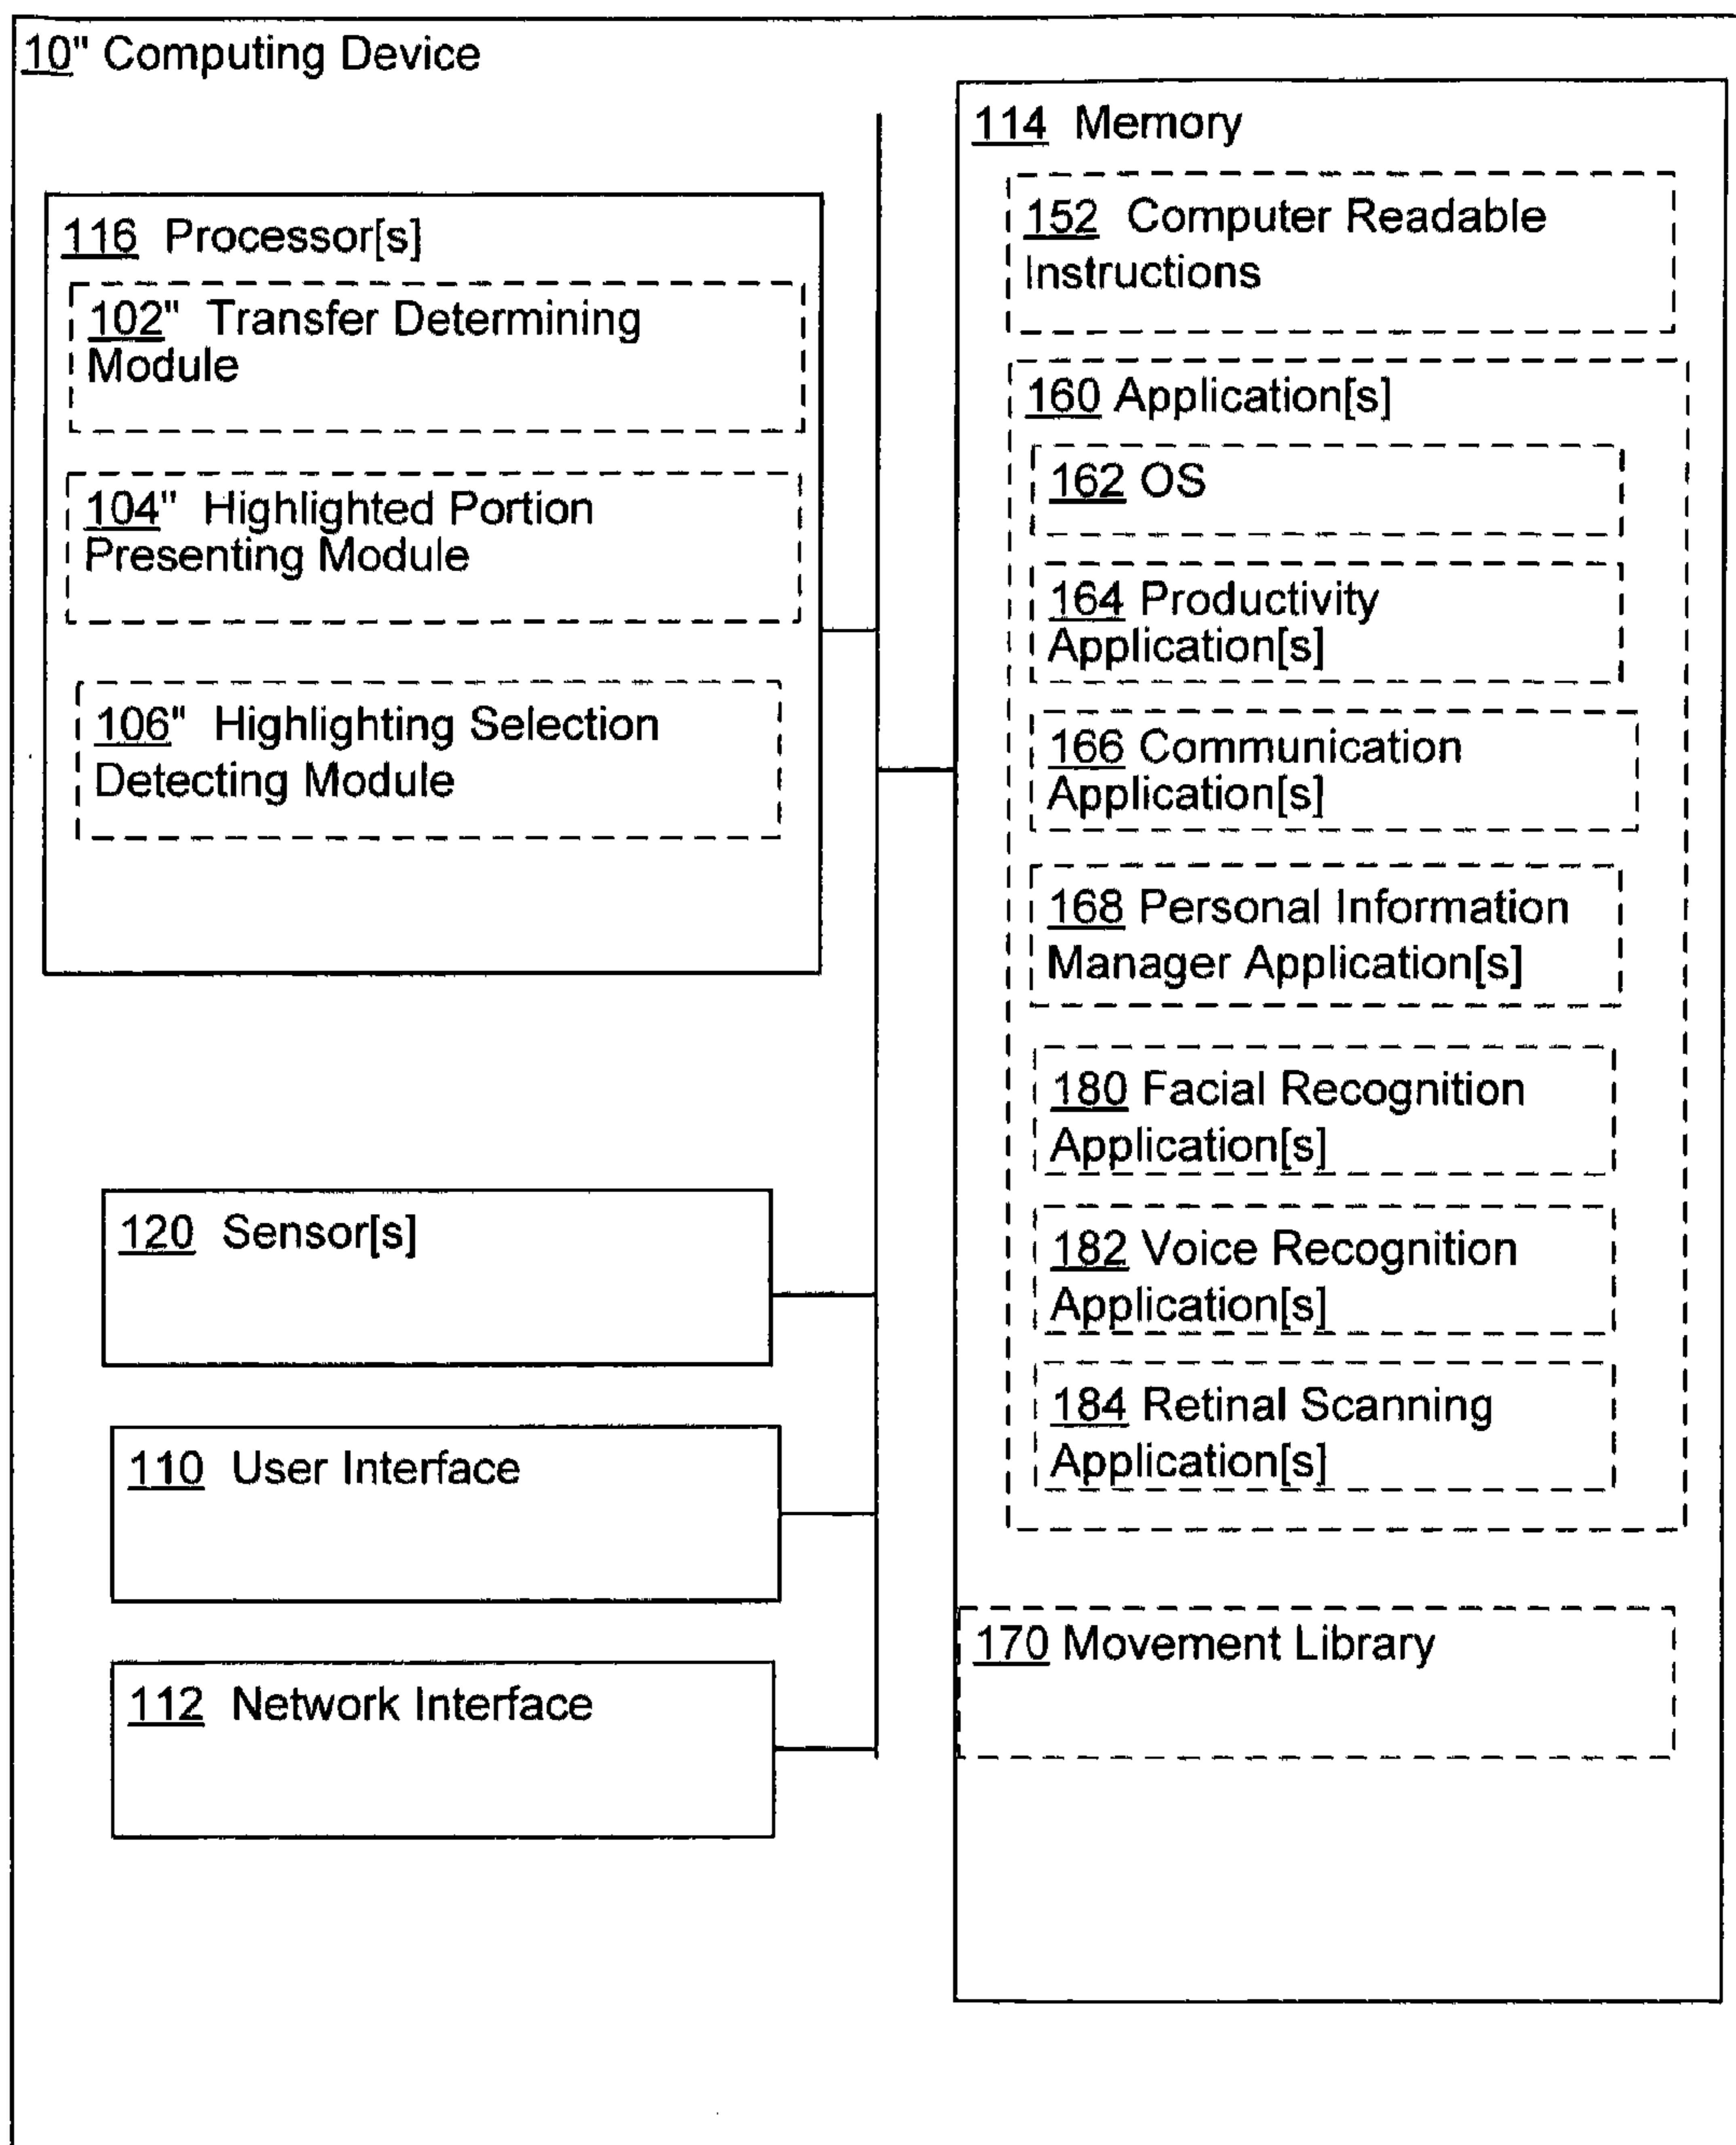 10" Computing Device
116 Processor[s]
102" Transfer Determining
Module
104" Highlighted Portion
Presenting Module
106" Highlighting Selection
Detecting Module
120 Sensor[s]
110 User Interface
112 Network Interface
114 Memory
152 Computer Readable
Instructions
160 Application[s]
162 OS
164 Productivity
Application[s]
166 Communication
Application[s]
168 Personal Information
Manager Application[s]
180 Facial Recognition
Application[s]
182 Voice Recognition
Application[s]
184 Retinal Scanning
Application[s]
170 Movement Library